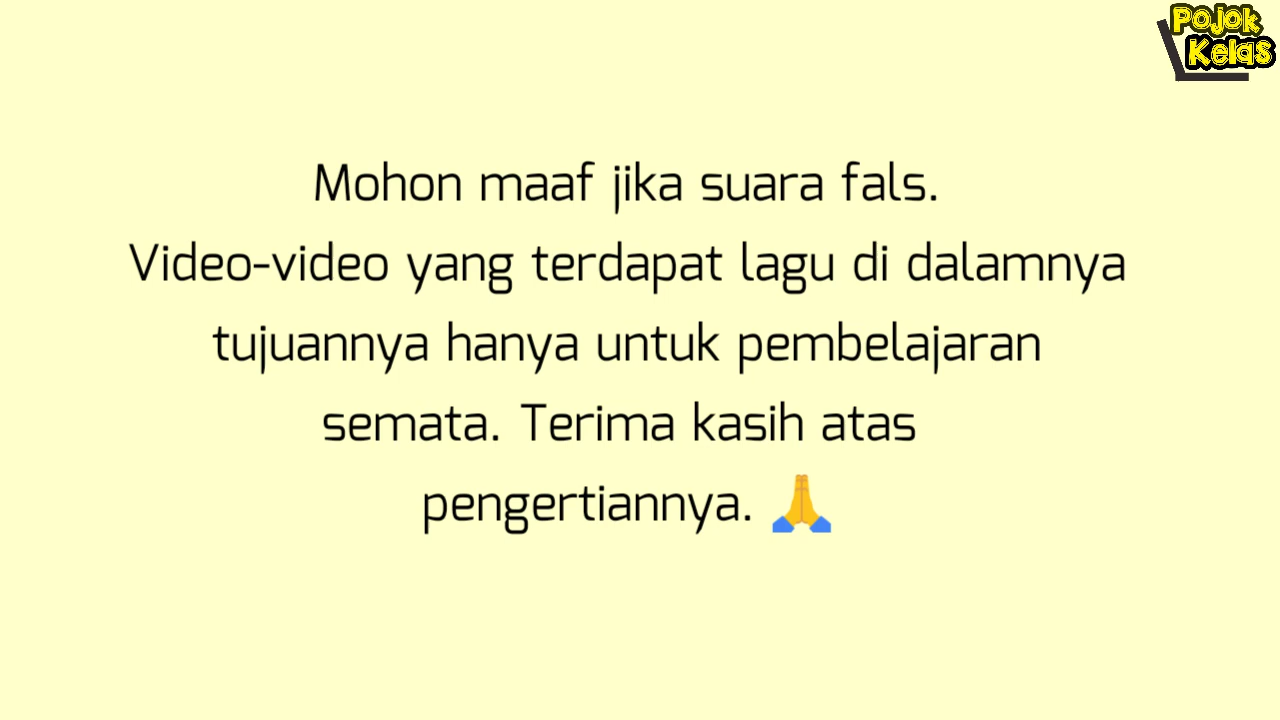 Pojok
Kelas
Mohon maaf jika suara fals.
Video-video yang terdapat lagu di dalamnya
tujuannya hanya untuk pembelajaran
semata. Terima kasih atas
pengertiannya. 🙏